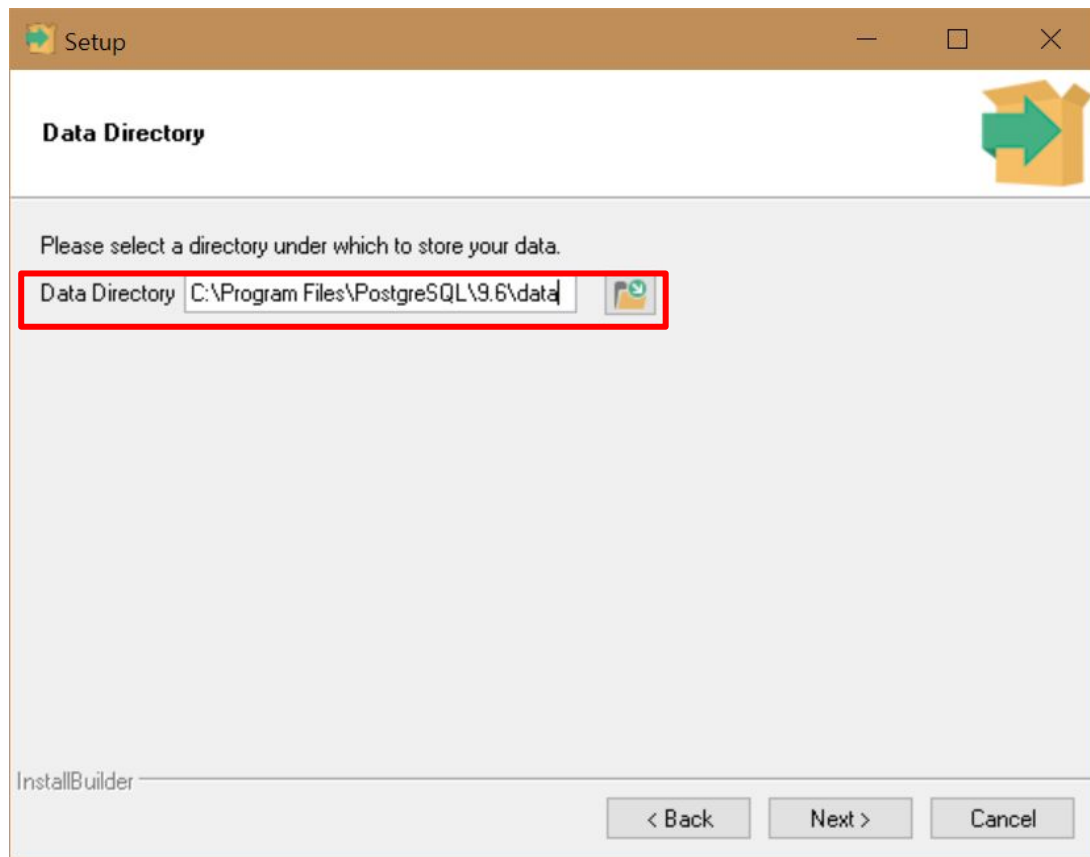 Setup
Data Directory
Please select a directory under which to store your data.
Data Directory C:\Program Files\PostgreSQL\9.6\data
InstallBuilder
< Back Next > Cancel